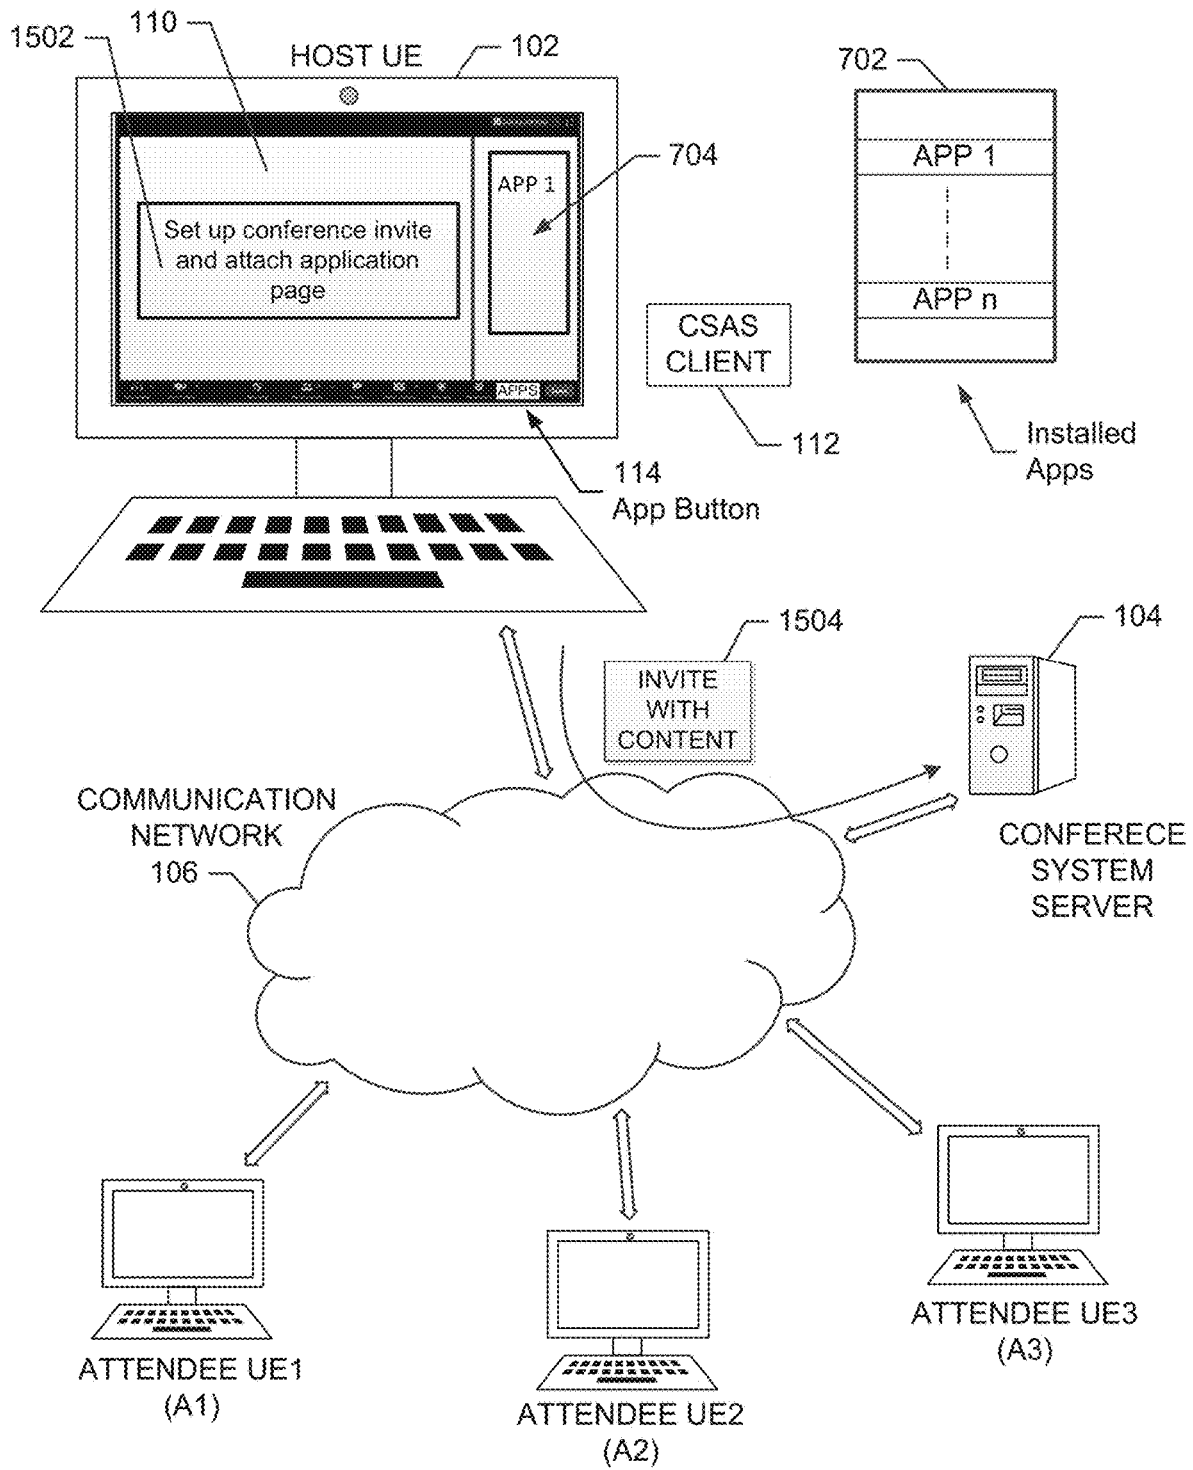 110
1502
HOST UE
102
702
704
APP 1
Set up conference invite
and attach application
page
APP 1
APP n
CSAS
CLIENT
APPS
112
Installed
Apps
114
App Button
1504
104
INVITE
WITH
CONTENT
COMMUNICATION
NETWORK
106
CONFERECE
SYSTEM
SERVER
ATTENDEE UE1
(A1)
ATTENDEE UE2
(A2)
ATTENDEE UE3
(A3)